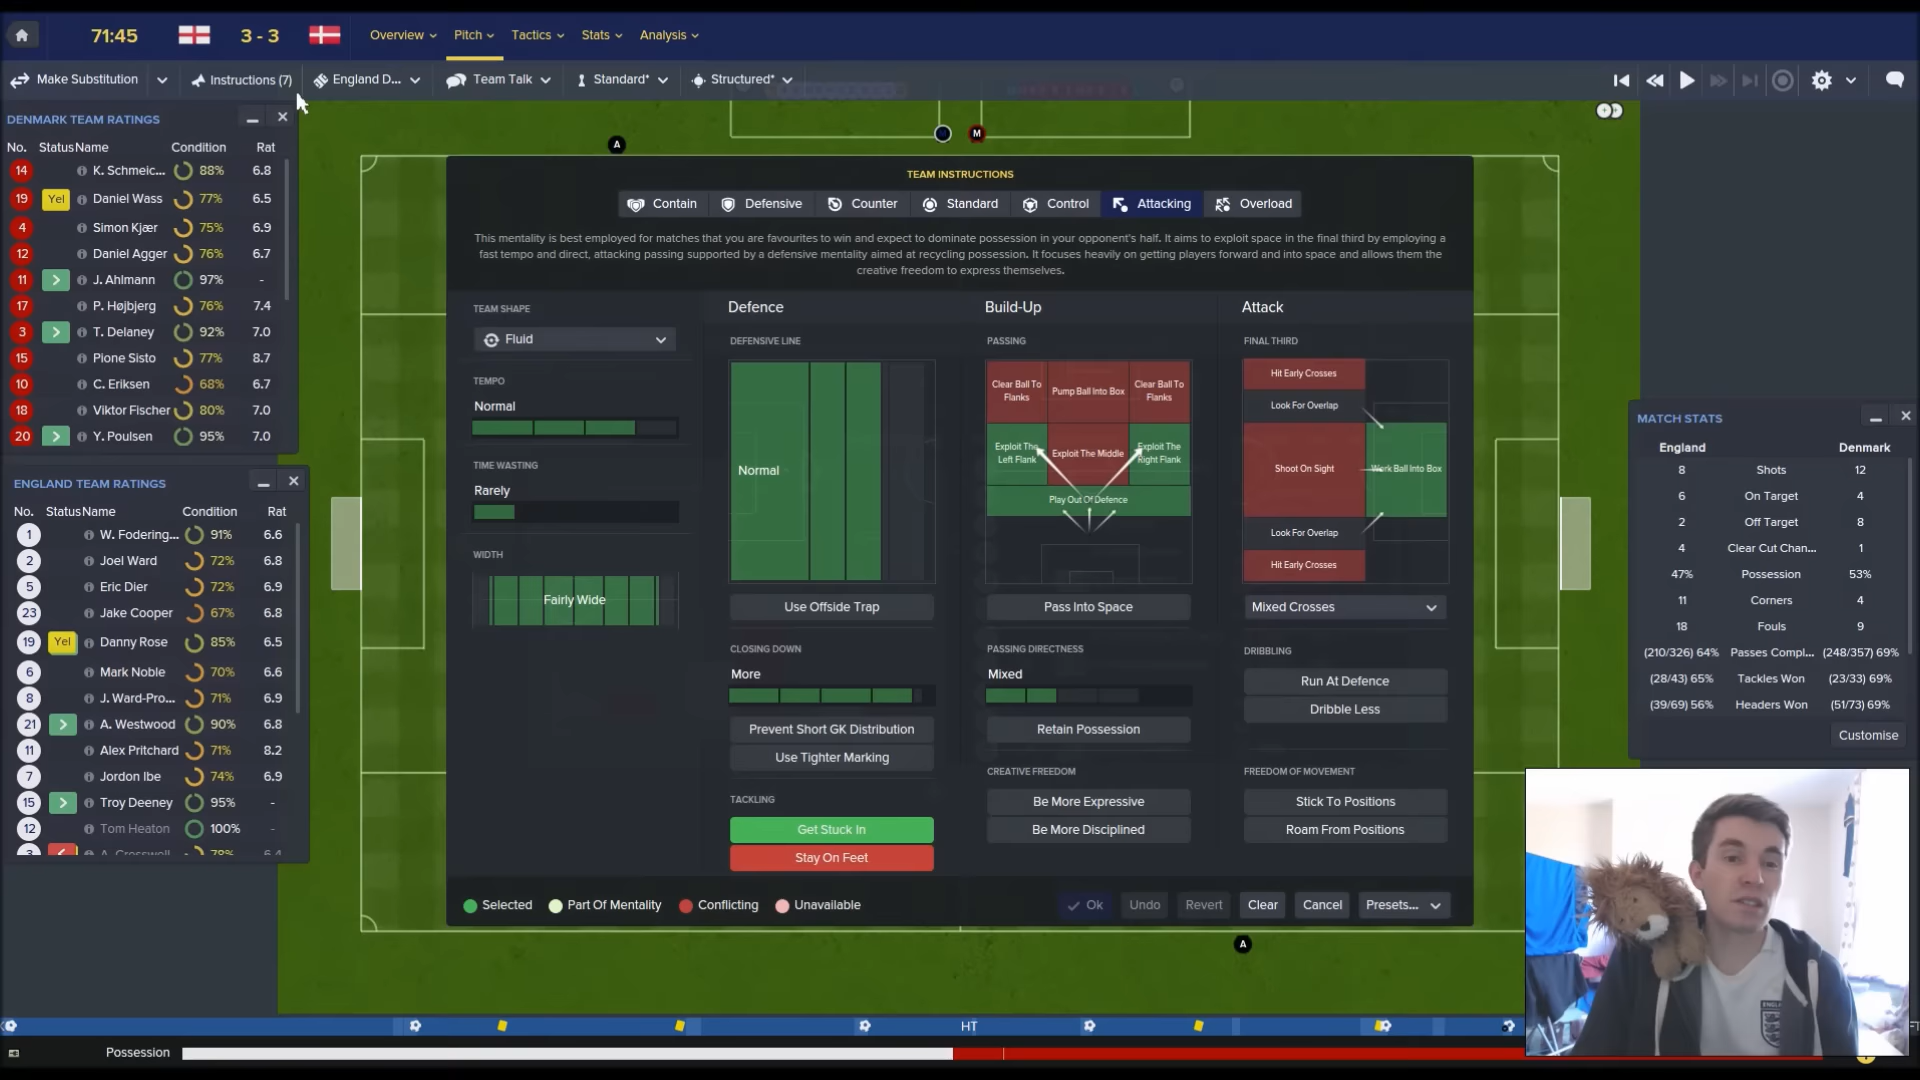 71:45 3 - 3 Overview Pitch Tactics Stats Analysis
Make Substitution Instructions (7) England D... Team Talk Standard* Structured*
DENMARK TEAM RATINGS
No. Status Name Condition Rat
14 K. Schmeic... 88% 6.8
19 Yel Daniel Wass 77% 6.5
4 Simon Kjær 75% 6.9
12 Daniel Agger 76% 6.7
11 J. Ahlmann 97% -
17 P. Højbjerg 76% 7.4
3 T. Delaney 92% 7.0
15 Pione Sisto 77% 8.7
10 C. Eriksen 68% 6.7
18 Viktor Fischer 80% 7.0
20 Y. Poulsen 95% 7.0
ENGLAND TEAM RATINGS
No. Status Name Condition Rat
1 W. Fodering... 91% 6.6
2 Joel Ward 72% 6.8
5 Eric Dier 72% 6.9
23 Jake Cooper 67% 6.8
19 Yel Danny Rose 85% 6.5
6 Mark Noble 70% 6.6
8 J. Ward-Pro... 71% 6.9
21 A. Westwood 90% 6.8
11 Alex Pritchard 71% 8.2
7 Jordon Ibe 74% 6.9
15 Troy Deeney 95% -
12 Tom Heaton 100% -
3 A. Cresswell 78% 6.4
A
M
TEAM INSTRUCTIONS
Contain Defensive Counter Standard Control Attacking Overload
This mentality is best employed for matches that you are favourites to win and expect to dominate possession in your opponent's half. It aims to exploit space in the final third by employing a
fast tempo and direct, attacking passing supported by a defensive mentality aimed at recycling possession. It focuses heavily on getting players forward and into space and allows them the
creative freedom to express themselves.
TEAM SHAPE
Fluid
TEMPO
Normal
TIME WASTING
Rarely
WIDTH
Fairly Wide
Defence
DEFENSIVE LINE
Normal
Use Offside Trap
CLOSING DOWN
More
Prevent Short GK Distribution
Use Tighter Marking
TACKLING
Get Stuck In
Stay On Feet
Build-Up
PASSING
Clear Ball To
Flanks
Pump Ball Into Box
Clear Ball To
Flanks
Exploit The
Left Flank
Exploit The Middle
Exploit The
Right Flank
Play Out Of Defence
Pass Into Space
PASSING DIRECTNESS
Mixed
Retain Possession
CREATIVE FREEDOM
Be More Expressive
Be More Disciplined
Attack
FINAL THIRD
Hit Early Crosses
Look For Overlap
Shoot On Sight
Work Ball Into Box
Look For Overlap
Hit Early Crosses
Mixed Crosses
DRIBBLING
Run At Defence
Dribble Less
FREEDOM OF MOVEMENT
Stick To Positions
Roam From Positions
Selected Part Of Mentality Conflicting Unavailable
Ok Undo Revert Clear Cancel Presets...
A
MATCH STATS
England Denmark
8 Shots 12
6 On Target 4
2 Off Target 8
4 Clear Cut Chan... 1
47% Possession 53%
11 Corners 4
18 Fouls 9
(210/326) 64% Passes Compl... (248/357) 69%
(28/43) 65% Tackles Won (23/33) 69%
(39/69) 56% Headers Won (51/73) 69%
Customise
HT
Possession